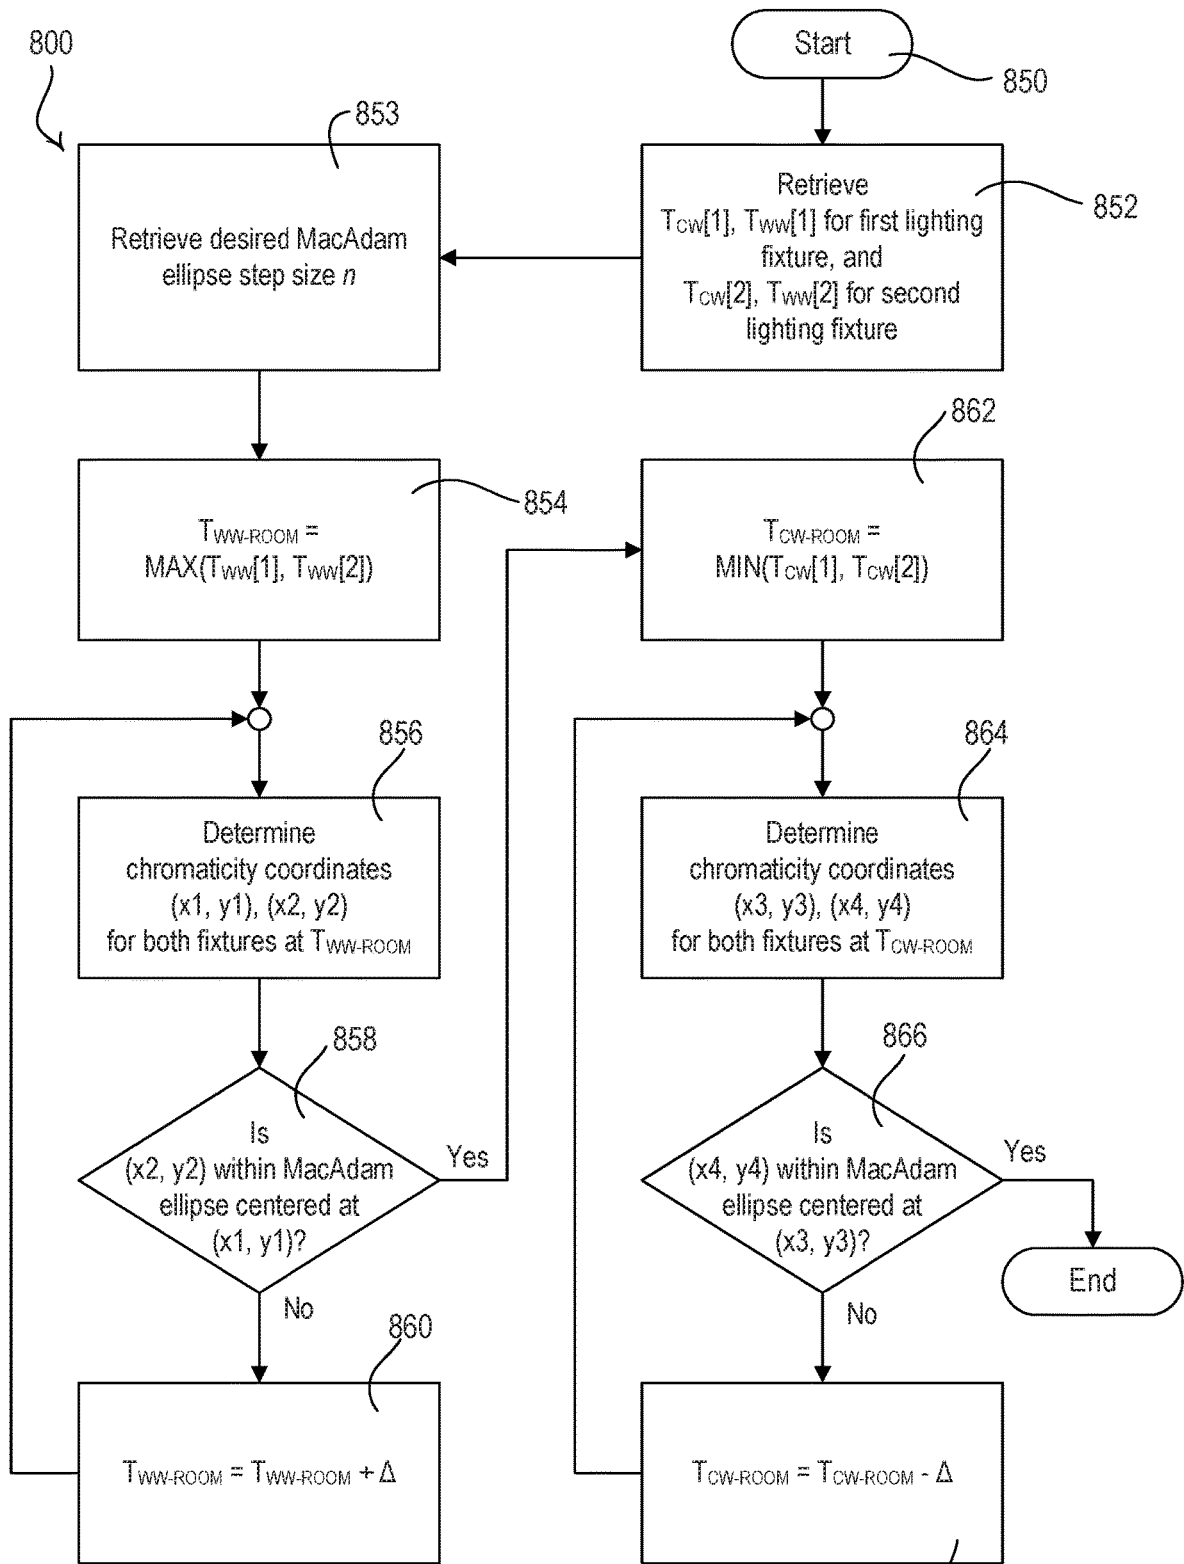 800
Start
850
853
Retrieve desired MacAdam
ellipse step size n
Retrieve
TCW[1], TWW[1] for first lighting
fixture, and
TCW[2], TWW[2] for second
lighting fixture
852
854
TWW-ROOM =
MAX(TWW[1], TWW[2])
862
TCW-ROOM =
MIN(TCW[1], TCW[2])
856
Determine
chromaticity coordinates
(x1, y1), (x2, y2)
for both fixtures at TWW-ROOM
864
Determine
chromaticity coordinates
(x3, y3), (x4, y4)
for both fixtures at TCW-ROOM
858
Is
(x2, y2) within MacAdam
ellipse centered at
(x1, y1)?
Yes
No
866
Is
(x4, y4) within MacAdam
ellipse centered at
(x3, y3)?
Yes
No
End
860
TWW-ROOM = TWW-ROOM + Δ
TCW-ROOM = TCW-ROOM - Δ